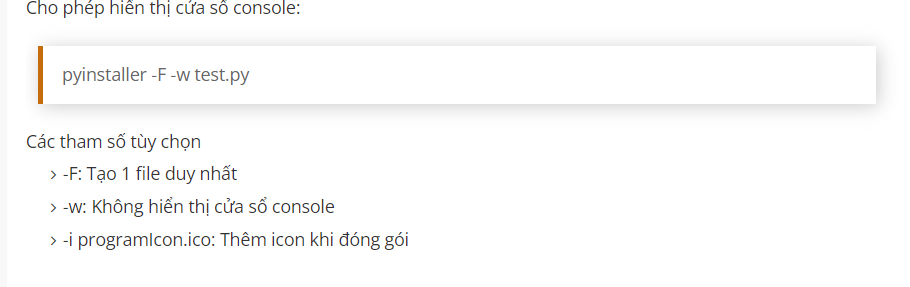 Cho phép hiển thị cửa sổ console:
pyinstaller -F -w test.py
Các tham số tùy chọn
-F: Tạo 1 file duy nhất
-w: Không hiển thị cửa sổ console
-i programIcon.ico: Thêm icon khi đóng gói